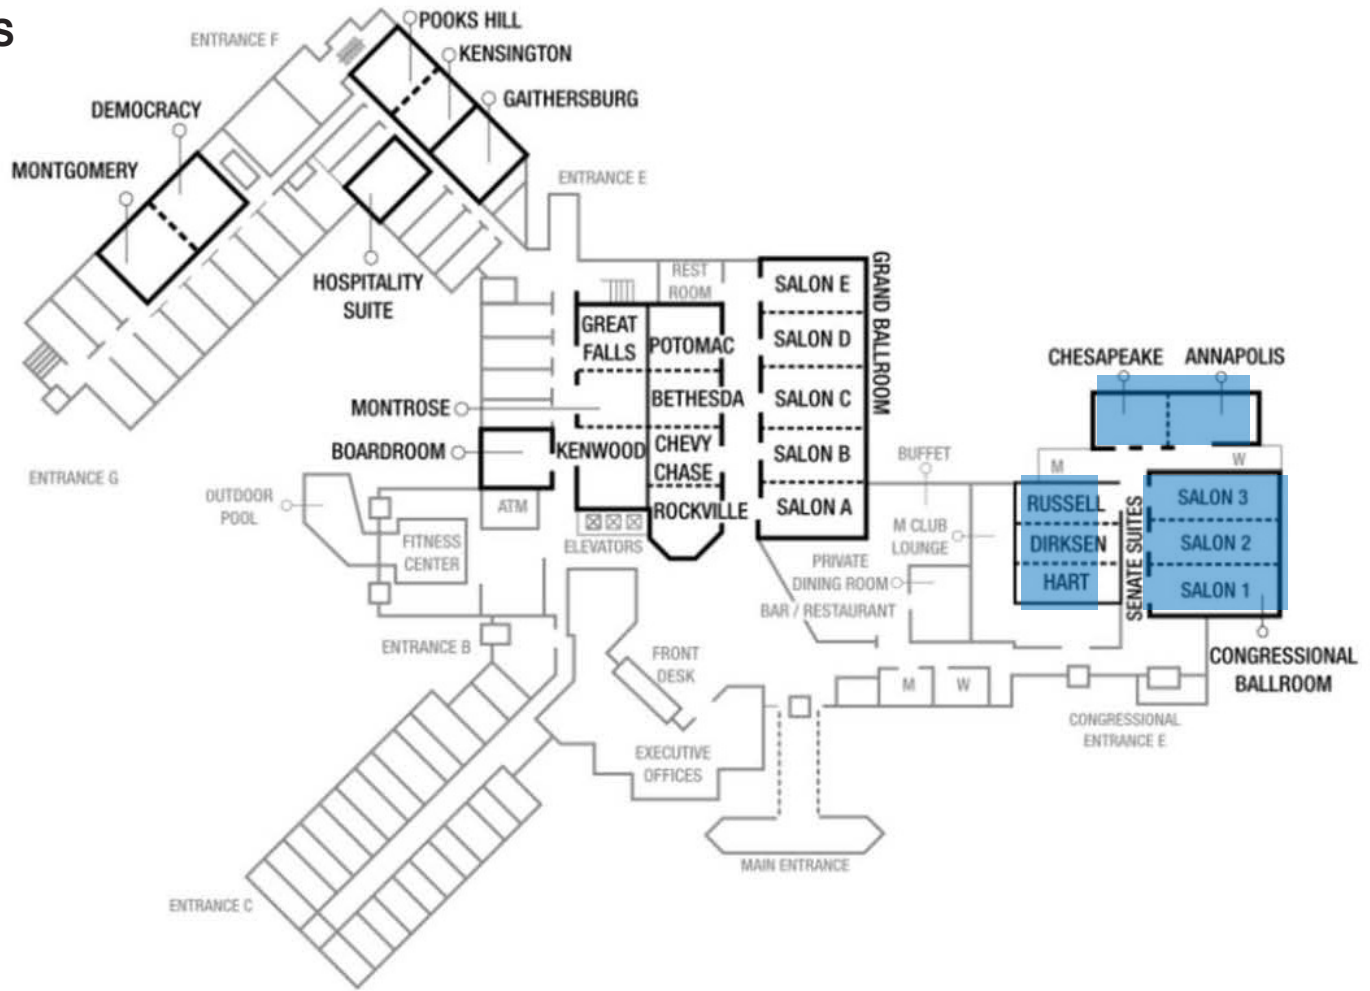 S
POOKS HILL
ENTRANCE F
KENSINGTON
GAITHERSBURG
DEMOCRACY
MONTGOMERY
ENTRANCE E
HOSPITALITY
SUITE
REST
ROOM
SALON E
GRAND BALLROOM
GREAT
FALLS
POTOMAC
SALON D
CHESAPEAKE
ANNAPOLIS
MONTROSE
BETHESDA
SALON C
BOARDROOM
KENWOOD
CHEVY
CHASE
SALON B
BUFFET
M
W
ENTRANCE G
OUTDOOR
POOL
ATM
ROCKVILLE
SALON A
RUSSELL
SENATE SUITES
SALON 3
FITNESS
CENTER
ELEVATORS
M CLUB
LOUNGE
DIRKSEN
SALON 2
PRIVATE
DINING ROOM
HART
SALON 1
BAR / RESTAURANT
ENTRANCE B
FRONT
DESK
CONGRESSIONAL
BALLROOM
M
W
CONGRESSIONAL
ENTRANCE E
EXECUTIVE
OFFICES
MAIN ENTRANCE
ENTRANCE C